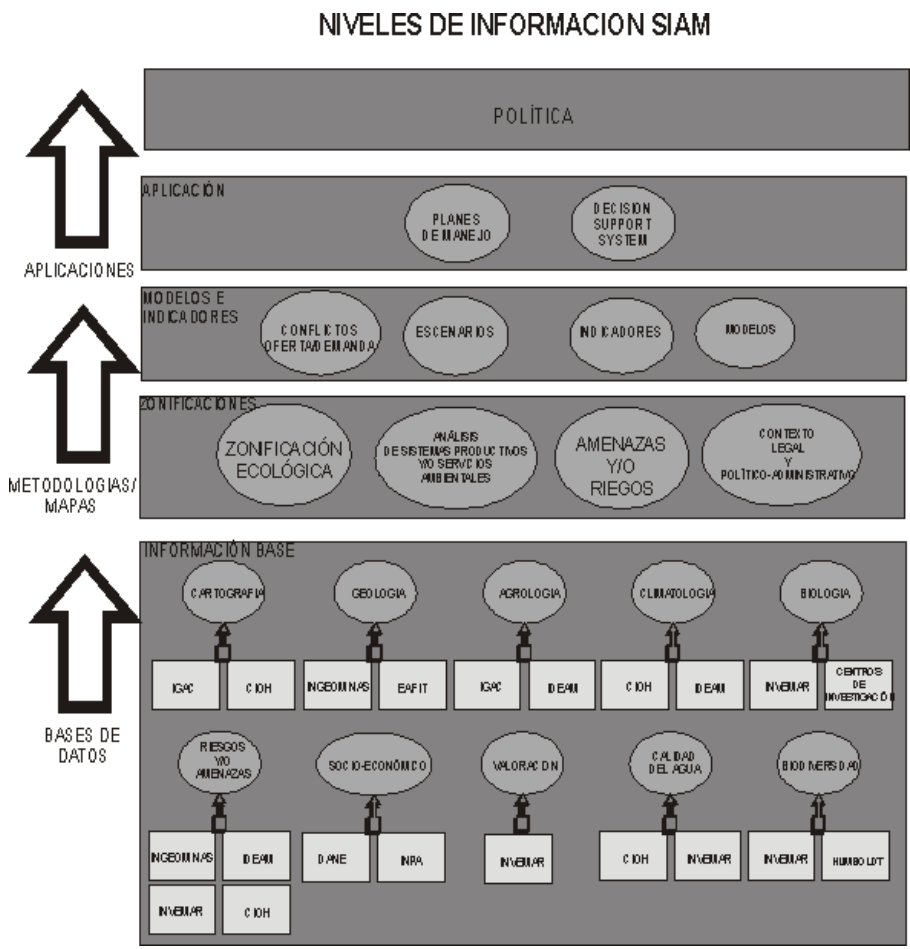 NIVELES DE INFORMACION SIAM
POLÍTICA
APLICACIÓN
PLANES
DE MANEJO
DECISION
SUPPORT
SYSTEM
APLICACIONES
MODELOS E
INDICADORES
CONFLICTOS
OFERTA/DEMANDA
ESCENARIOS
INDICADORES
MODELOS
ZONIFICACIONES
ZONIFICACIÓN
ECOLÓGICA
ANÁLISIS
DE SISTEMAS PRODUCTIVOS
Y/O SERVICIOS
AMBIENTALES
AMENAZAS
Y/O
RIEGOS
CONTEXTO
LEGAL
Y
POLÍTICO-ADMINISTRATIVO
METODOLOGIAS/
MAPAS
INFORMACIÓN BASE
CARTOGRAFIA
GEOLOGIA
AGROLOGIA
CLIMATOLOGIA
BIOLOGIA
IGAC
CIOH
INGEOMINAS
EAFIT
IGAC
IDEAM
CIOH
IDEAM
INVEMAR
CENTROS
DE
INVESTIGACIÓN
BASES DE
DATOS
RIESGOS
Y/O
AMENAZAS
SOCIO-ECONÓMICO
VALORACION
CALIDAD
DEL AGUA
BIODIVERSIDAD
INGEOMINAS
IDEAM
DANE
INPA
INVEMAR
CIOH
INVEMAR
INVEMAR
HUMBOLDT
INVEMAR
CIOH